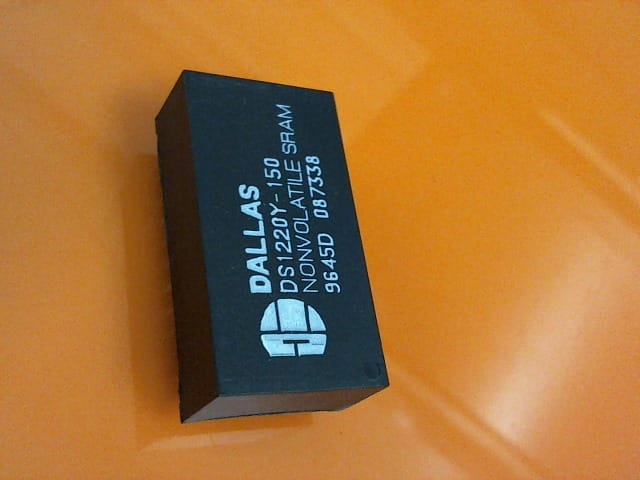 DALLAS
DS1220Y-150
NONVOLATILE SRAM
9645D 087338